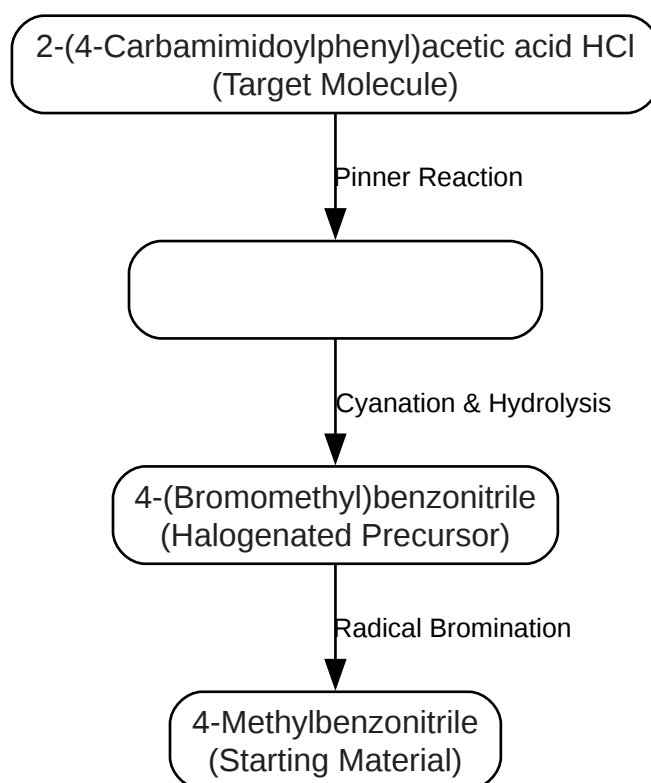 2-(4-Carbamimidoylphenyl)acetic acid HCl
(Target Molecule)
Pinner Reaction
Cyanation & Hydrolysis
4-(Bromomethyl)benzonitrile
(Halogenated Precursor)
Radical Bromination
4-Methylbenzonitrile
(Starting Material)